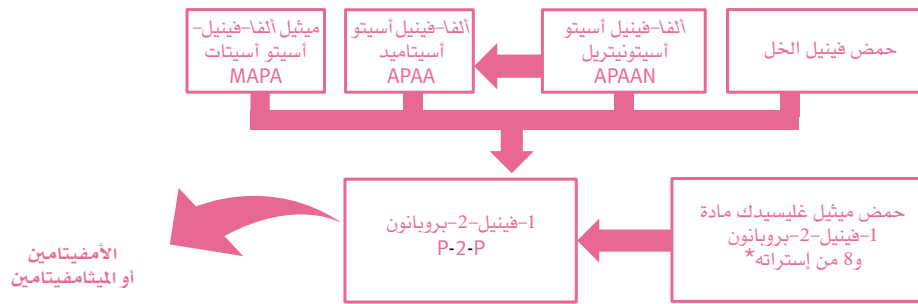 حمض فينيل الخل
ألفا-فينيل أسيتو
أسيتونيتريل
APAAN
ألفا-فينيل أسيتو
أسيتاميد
APAA
ميثيل ألفا-فينيل-
أسيتو أسيتات
MAPA
حمض ميثيل غليسيدك مادة
1-فينيل-2-بروبانون
و8 من إستراته*
1-فينيل-2-بروبانون
P-2-P
الأمفيتامين
أو الميثامفيتامين